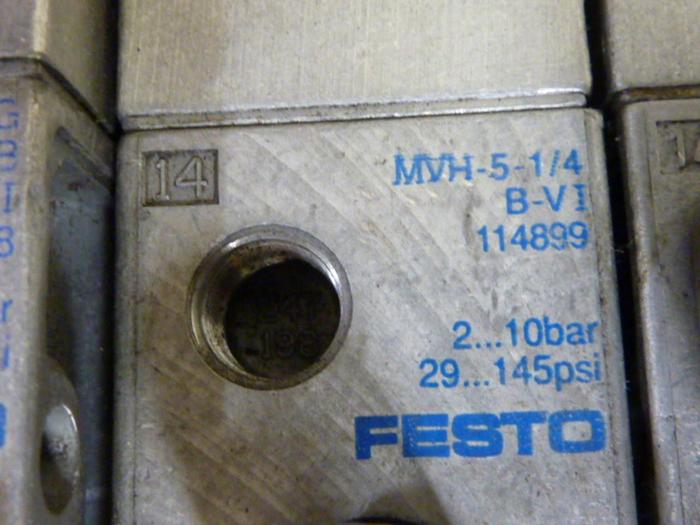 14
MVH-5-1/4
B-VI
114899
2...10bar
29...145psi
FESTO